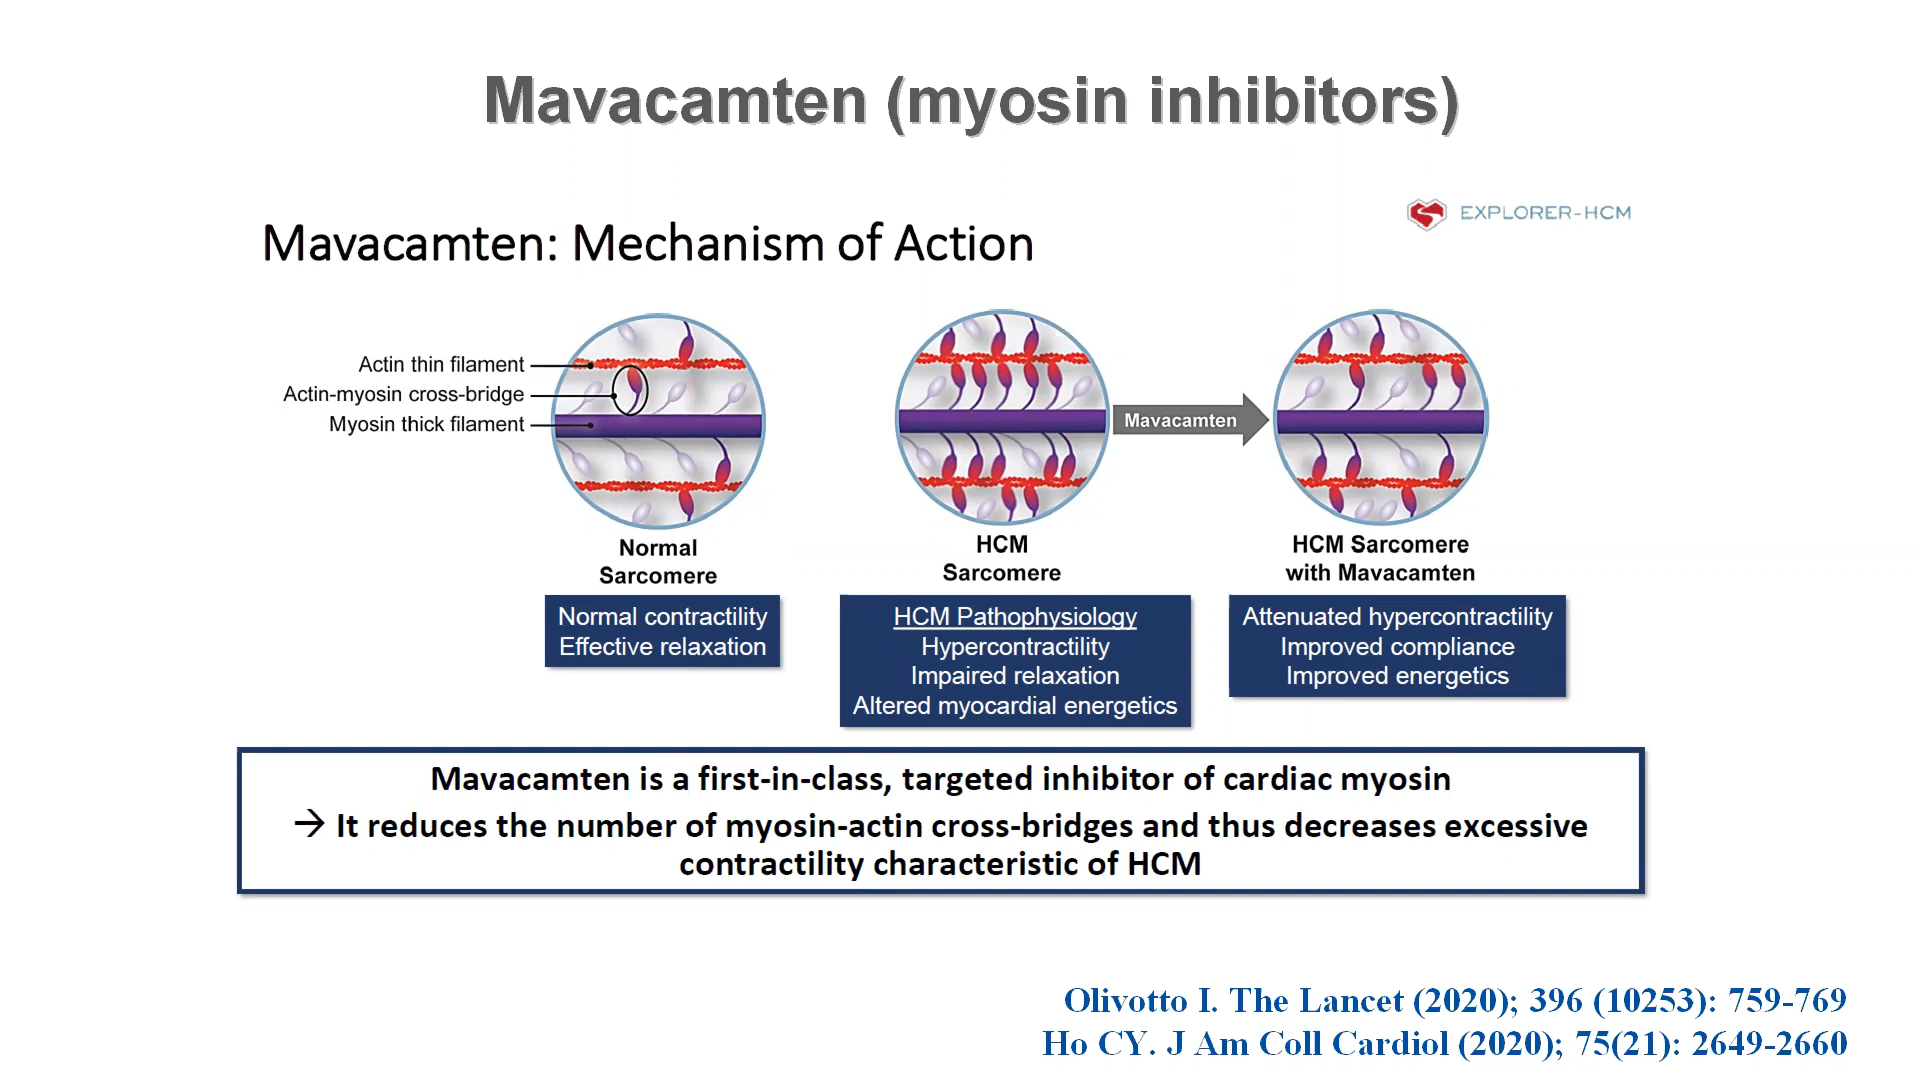 Mavacamten (myosin inhibitors)
EXPLORER-HCM
Mavacamten: Mechanism of Action
Actin thin filament
Actin-myosin cross-bridge
Myosin thick filament
Mavacamten
Normal
Sarcomere
HCM
Sarcomere
HCM Sarcomere
with Mavacamten
Normal contractility
Effective relaxation
HCM Pathophysiology
Hypercontractility
Impaired relaxation
Altered myocardial energetics
Attenuated hypercontractility
Improved compliance
Improved energetics
Mavacamten is a first-in-class, targeted inhibitor of cardiac myosin
→ It reduces the number of myosin-actin cross-bridges and thus decreases excessive
contractility characteristic of HCM
Olivotto I. The Lancet (2020); 396 (10253): 759-769
Ho CY. J Am Coll Cardiol (2020); 75(21): 2649-2660